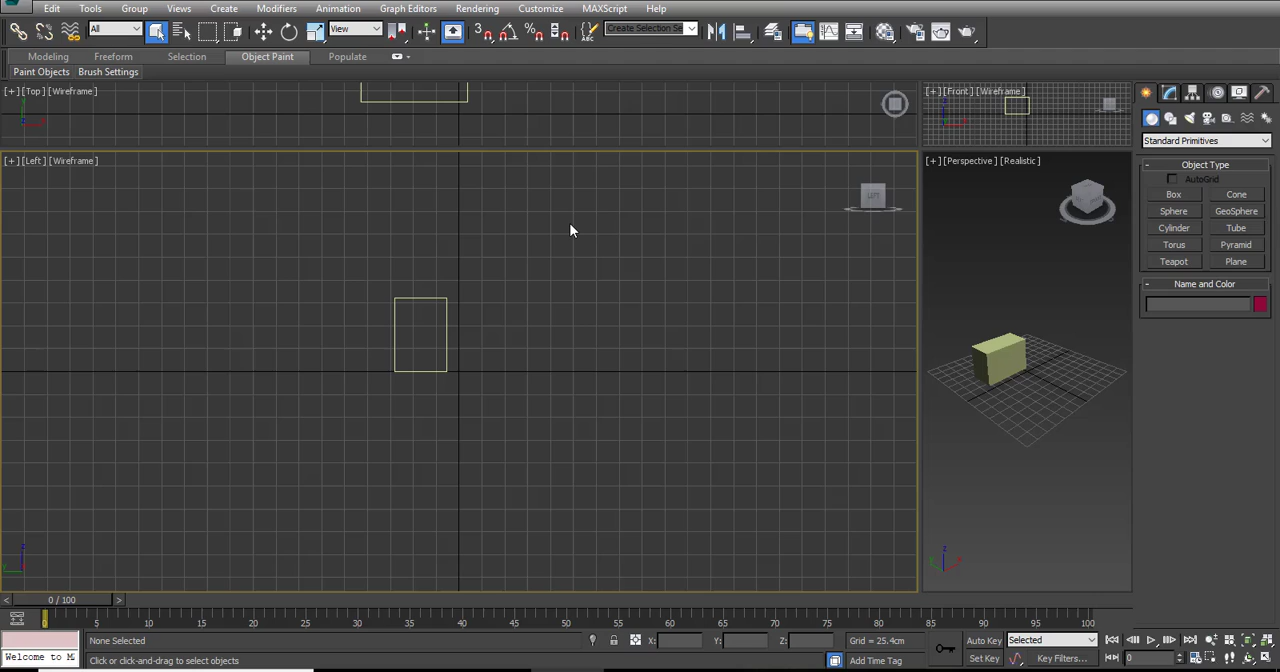 Edit Tools Group Views Create Modifiers Animation Graph Editors Rendering Customize MAXScript Help
All View 3 Create Selection Se
Modeling Freeform Selection Object Paint Populate
Paint Objects Brush Settings
[+] [Top] [Wireframe]
[+] [Front] [Wireframe]
Standard Primitives
[+] [Left] [Wireframe]
[+] [Perspective] [Realistic]
LEFT
- Object Type
AutoGrid
Box Cone
Sphere GeoSphere
Cylinder Tube
Torus Pyramid
Teapot Plane
- Name and Color
< 0 / 100 >
0 5 10 15 20 25 30 35 40 45 50 55 60 65 70 75 80 85 90 95 100
None Selected X: Y: Z: Grid = 25.4cm Auto Key Selected
Welcome to M Click or click-and-drag to select objects Add Time Tag Set Key Key Filters... 0